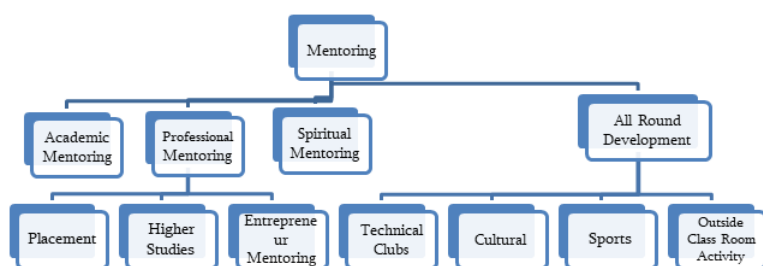 Mentoring
Academic
Mentoring
Professional
Mentoring
Spiritual
Mentoring
All Round
Development
Placement
Higher
Studies
Entreprene
ur
Mentoring
Technical
Clubs
Cultural
Sports
Outside
Class Room
Activity